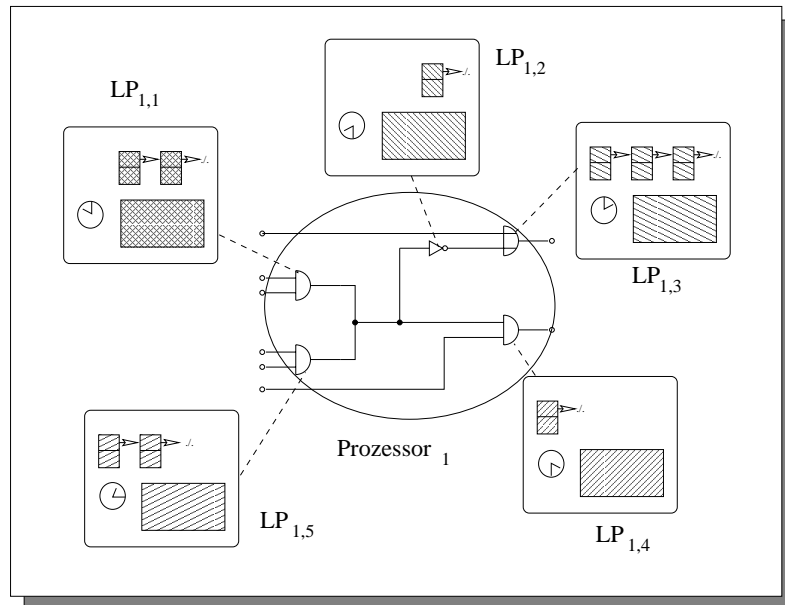 LP1,2
LP1,1
./.
./.
./.
LP1,3
Prozessor 1
./.
./.
LP1,5
LP1,4